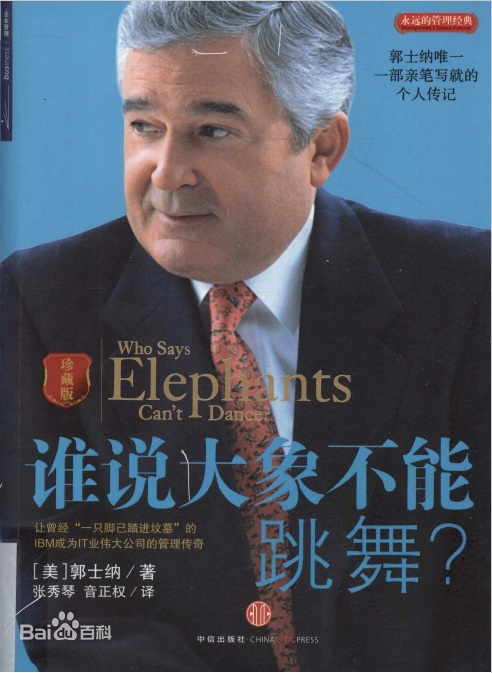 永远的管理经典
郭士纳唯一
一部亲笔写就的
个人传记
珍藏版
Who Says
Elephants
Can't Dance?
谁说大象不能
跳舞?
让曾经“一只脚已踏进坟墓”的
IBM成为IT业伟大公司的管理传奇
[美]郭士纳/著
张秀琴 音正权/译
中信出版社·CHINA CITIC PRESS
Bai度百科